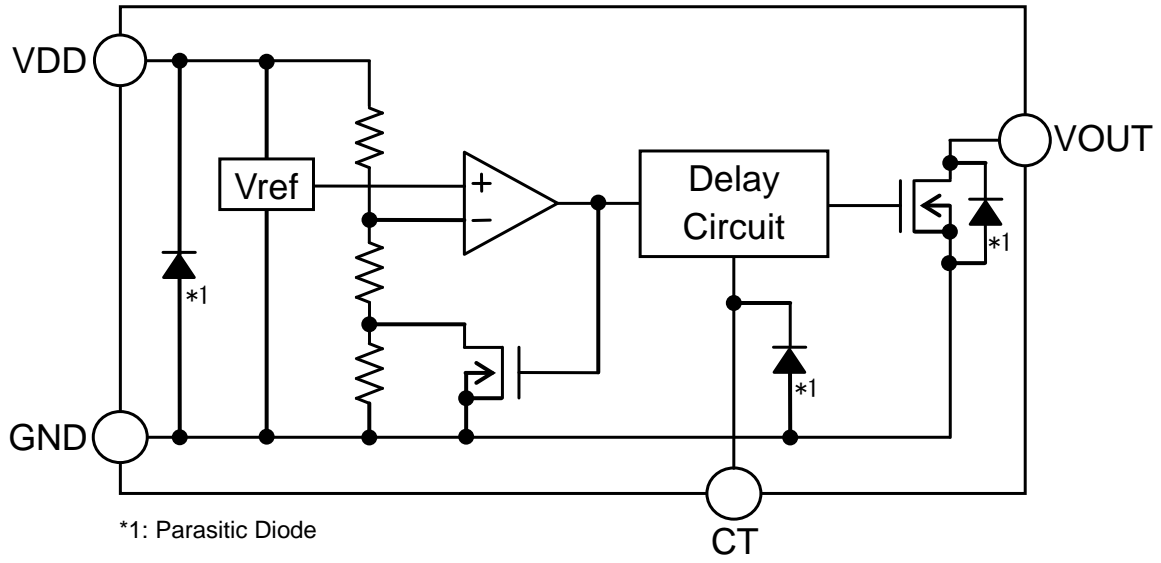 VDD
VOUT
Vref
+
−
Delay
Circuit
*1
*1
*1
GND
CT
*1: Parasitic Diode